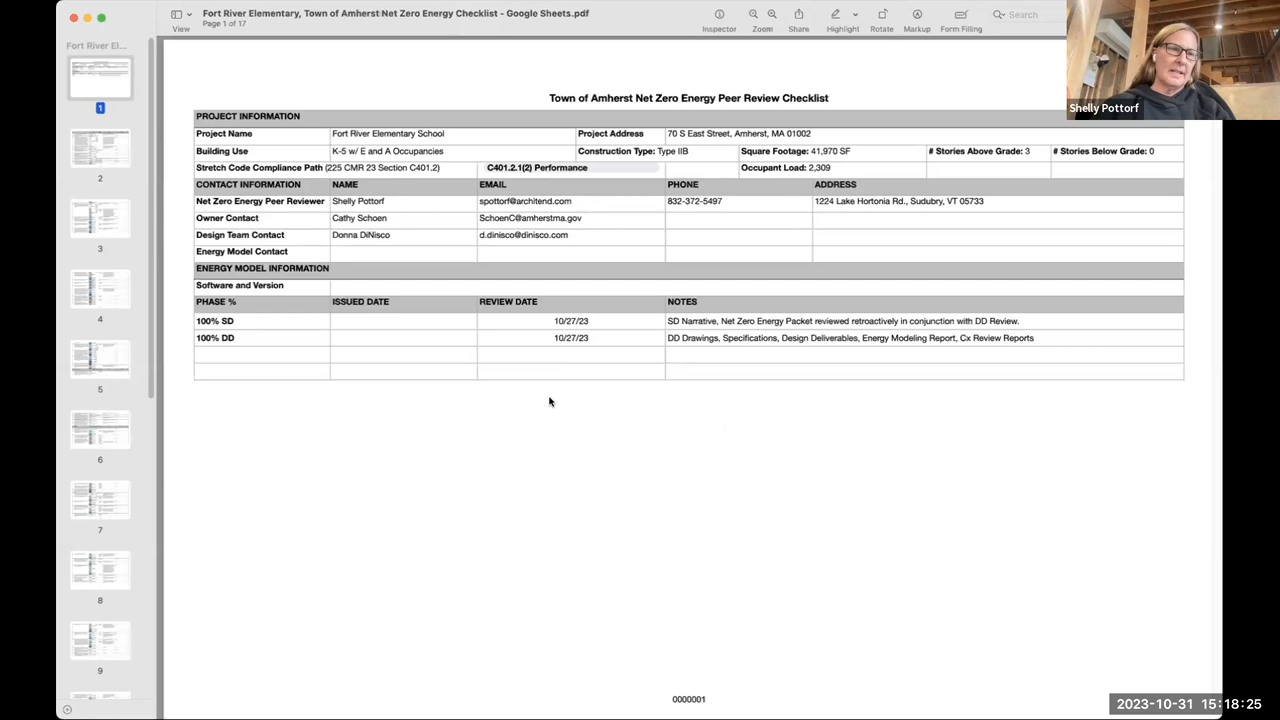 Fort River Elementary, Town of Amherst Net Zero Energy Checklist - Google Sheets.pdf
Page 1 of 17
View
Inspector
Zoom
Share
Highlight
Rotate
Markup
Form Filling
Search
Shelly Pottorf
Fort River El...
1
2
3
4
5
6
7
8
9
Town of Amherst Net Zero Energy Peer Review Checklist
PROJECT INFORMATION
Project Name Fort River Elementary School Project Address 70 S East Street, Amherst, MA 01002
Building Use K-5 w/ E and A Occupancies Construction Type: Type IIB Square Footage: 41,970 SF # Stories Above Grade: 3 # Stories Below Grade: 0
Stretch Code Compliance Path (225 CMR 23 Section C401.2) C401.2.1(2) Performance Occupant Load: 2,309
CONTACT INFORMATION NAME EMAIL PHONE ADDRESS
Net Zero Energy Peer Reviewer Shelly Pottorf spottorf@architend.com 832-372-5497 1224 Lake Hortonia Rd., Sudubry, VT 05733
Owner Contact Cathy Schoen SchoenC@amherstma.gov
Design Team Contact Donna DiNisco d.dinisco@dinisco.com
Energy Model Contact
ENERGY MODEL INFORMATION
Software and Version
PHASE % ISSUED DATE REVIEW DATE NOTES
100% SD 10/27/23 SD Narrative, Net Zero Energy Packet reviewed retroactively in conjunction with DD Review.
100% DD 10/27/23 DD Drawings, Specifications, Design Deliverables, Energy Modeling Report, Cx Review Reports
0000001
2023-10-31 15:18:25